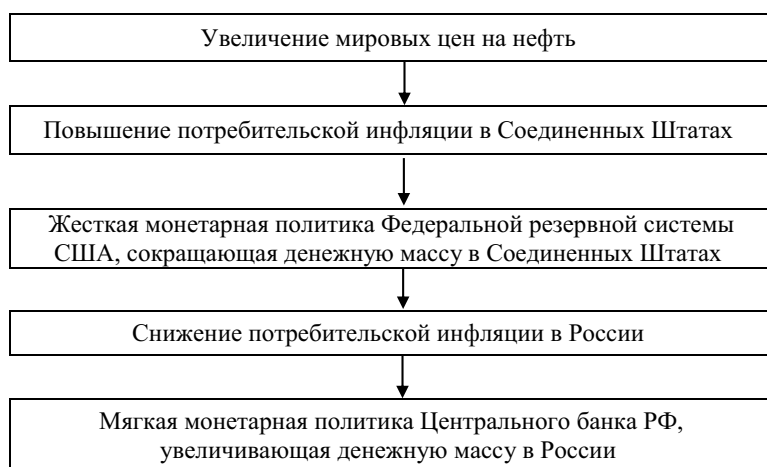 Увеличение мировых цен на нефть
Повышение потребительской инфляции в Соединенных Штатах
Жесткая монетарная политика Федеральной резервной системы
США, сокращающая денежную массу в Соединенных Штатах
Снижение потребительской инфляции в России
Мягкая монетарная политика Центрального банка РФ,
увеличивающая денежную массу в России